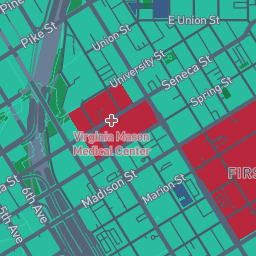 Pine
E Union St
Pike St
Union St
University St
Seneca St
Spring St
Virginia Mason
Medical Center
FIRS
Madison St
Marion St
a St
6th Ave
5th Ave